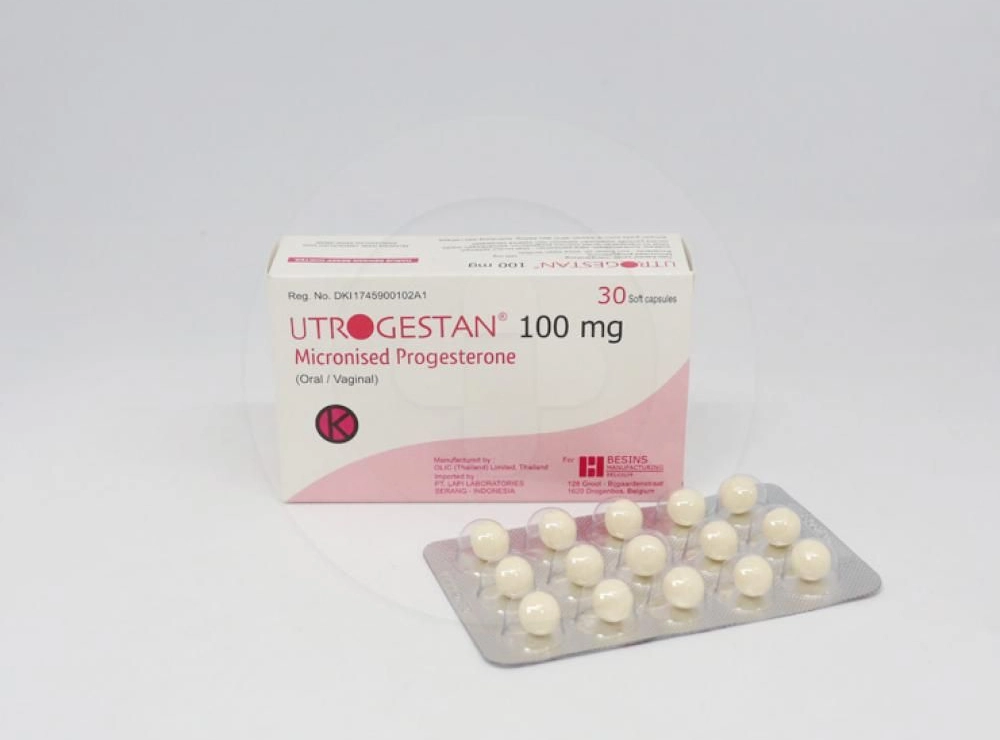 UTROGESTAN® 100 mg
Reg. No. DKI1745900102A1
30 Soft capsules
UTROGESTAN® 100 mg
Micronised Progesterone
(Oral / Vaginal)
K
Manufactured by :
OLIC (Thailand) Limited, Thailand
Imported by :
PT. LAPI LABORATORIES
SERANG - INDONESIA
For
BESINS
MANUFACTURING
BELGIUM
128 Groot - Bijgaardenstraat
1620 Drogenbos, Belgium